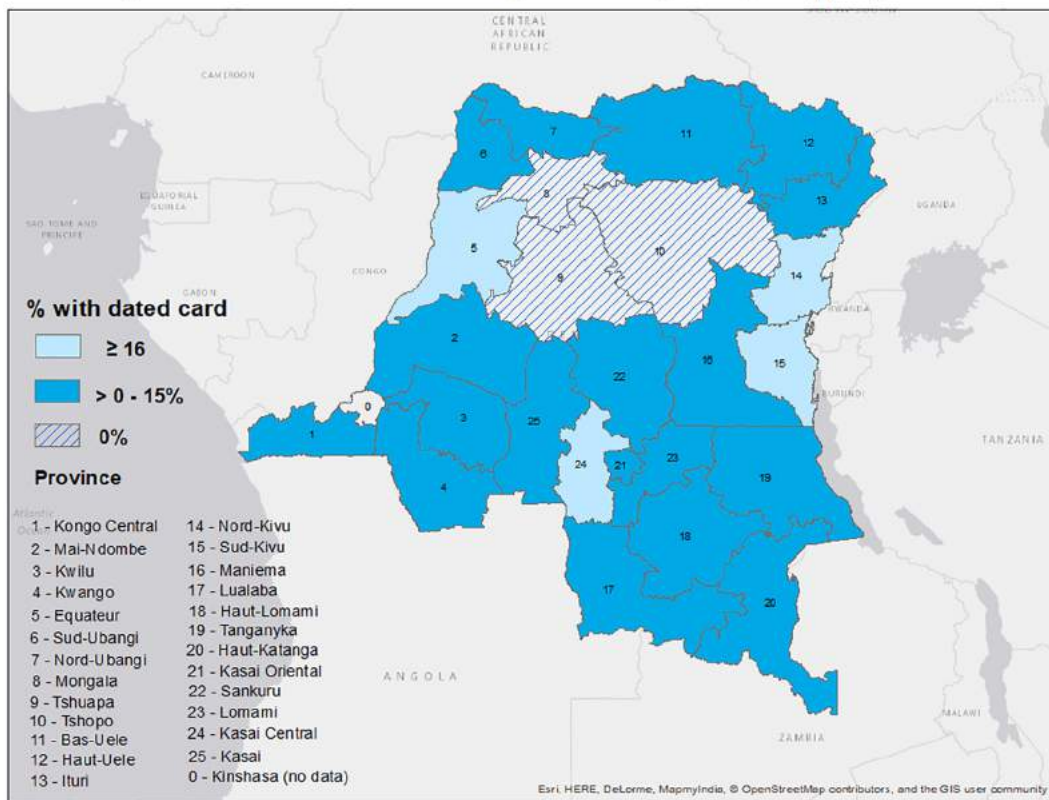 CENTRAL
AFRICAN
REPUBLIC
CAMEROON
7
11
12
6
13
EQUATORIAL
GUINEA
8
UGANDA
SAO TOME AND
PRINCIPE
5
10
CONGO
9
14
GABON
RWANDA
% with dated card
≥ 16
2
16
15
22
> 0 - 15%
BURUNDI
0
0%
3
25
TANZANIA
1
24
21
23
19
Province
4
Atlantic
18
17
20
1 - Kongo Central
2 - Mai-Ndombe
3 - Kwilu
4 - Kwango
5 - Equateur
6 - Sud-Ubangi
7 - Nord-Ubangi
8 - Mongala
9 - Tshuapa
10 - Tshopo
11 - Bas-Uele
12 - Haut-Uele
13 - Ituri
14 - Nord-Kivu
15 - Sud-Kivu
16 - Maniema
17 - Lualaba
18 - Haut-Lomami
19 - Tanganyka
20 - Haut-Katanga
21 - Kasai Oriental
22 - Sankuru
23 - Lomami
24 - Kasai Central
25 - Kasai
0 - Kinshasa (no data)
ANGOLA
MALAWI
ZAMBIA
Esri, HERE, DeLorme, MapmyIndia, © OpenStreetMap contributors, and the GIS user community